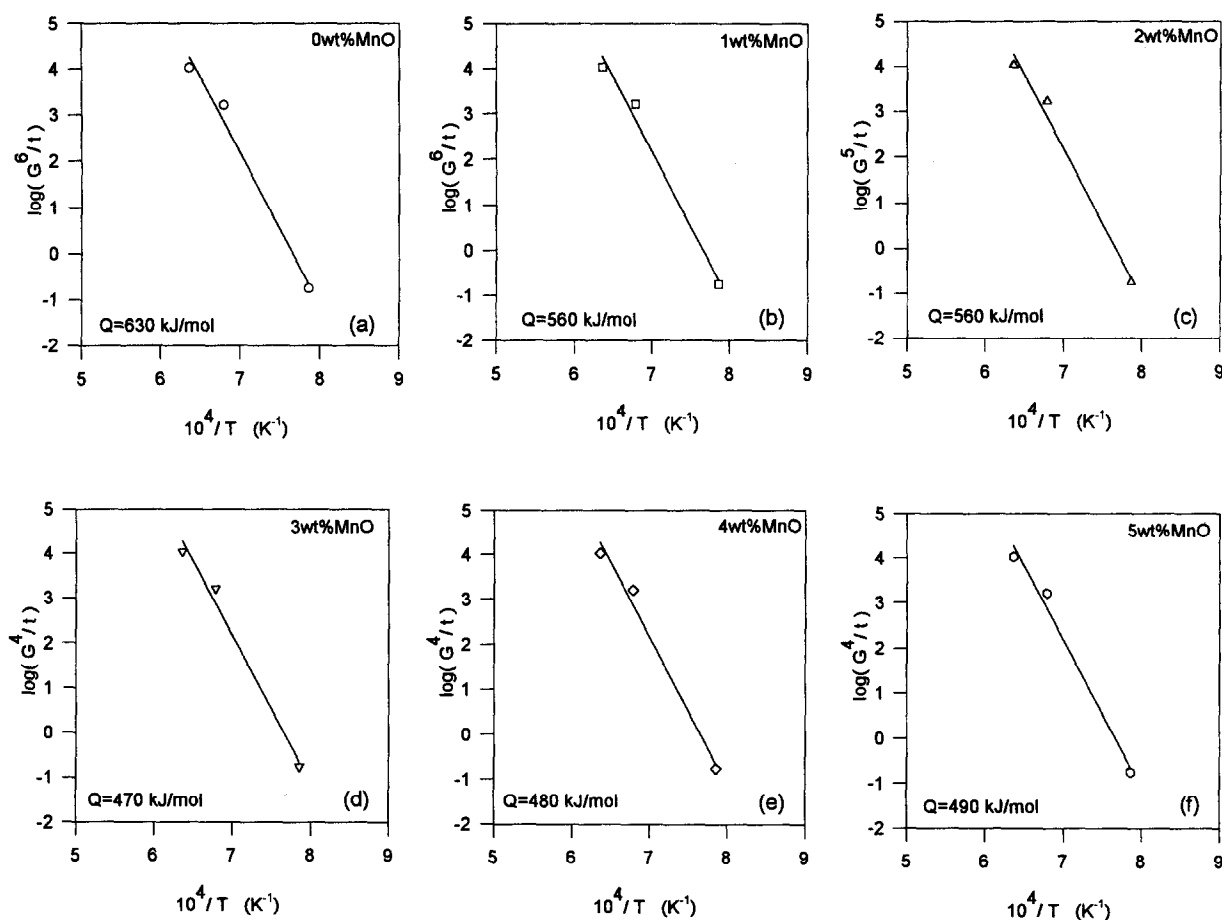 0wt%MnO
log( G^6/t )
5
4
3
2
1
0
-1
-2
Q=630 kJ/mol
(a)
5 6 7 8 9
10^4/ T (K^-1)
1wt%MnO
log( G^6/t )
5
4
3
2
1
0
-1
-2
Q=560 kJ/mol
(b)
5 6 7 8 9
10^4/ T (K^-1)
2wt%MnO
log( G^5/t )
5
4
3
2
1
0
-1
-2
Q=560 kJ/mol
(c)
5 6 7 8 9
10^4/ T (K^-1)
3wt%MnO
log( G^4/t )
5
4
3
2
1
0
-1
-2
Q=470 kJ/mol
(d)
5 6 7 8 9
10^4/ T (K^-1)
4wt%MnO
log( G^4/t )
5
4
3
2
1
0
-1
-2
Q=480 kJ/mol
(e)
5 6 7 8 9
10^4/ T (K^-1)
5wt%MnO
log( G^4/t )
5
4
3
2
1
0
-1
-2
Q=490 kJ/mol
(f)
5 6 7 8 9
10^4/ T (K^-1)